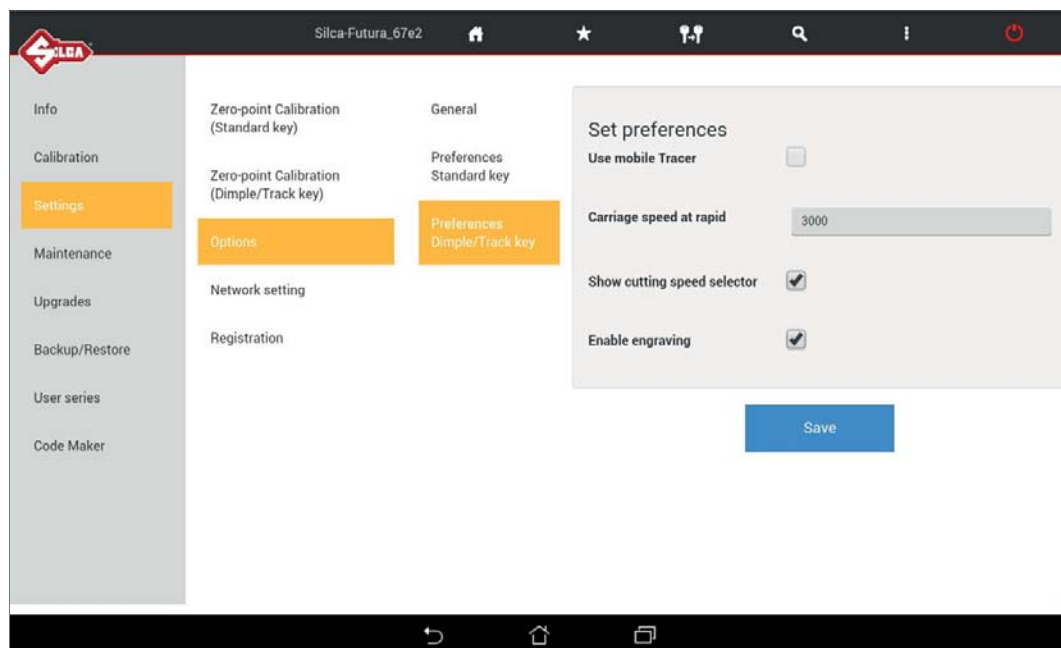 SILCA
Silca-Futura_67e2
Info
Calibration
Settings
Maintenance
Upgrades
Backup/Restore
User series
Code Maker
Zero-point Calibration
(Standard key)
Zero-point Calibration
(Dimple/Track key)
Options
Network setting
Registration
General
Preferences
Standard key
Preferences
Dimple/Track key
Set preferences
Use mobile Tracer
Carriage speed at rapid
3000
Show cutting speed selector
Enable engraving
Save